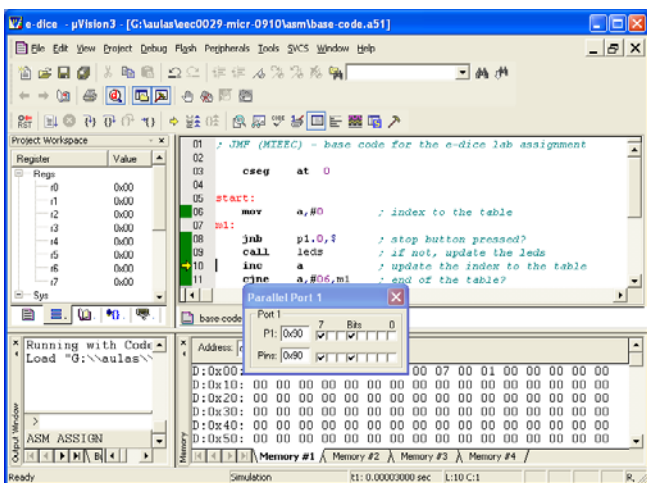 e-dice - µVision3 - [G:\aulas\eec0029-micr-0910\asm\base-code.a51]
File Edit View Project Debug Flash Peripherals Tools SVCS Window Help
Project Workspace
Register Value
Regs
r0 0x00
r1 0x00
r2 0x00
r3 0x00
r4 0x00
r5 0x00
r6 0x00
r7 0x00
Sys
01 ; JMF (MIEEC) - base code for the e-dice lab assignment
02
03 cseg at 0
04
05 start:
06 mov a,#0 ; index to the table
07 m1:
08 jnb p1.0,$ ; stop button pressed?
09 call leds ; if not, update the leds
10 inc a ; update the index to the table
11 cjne a,#06,m1 ; end of the table?
base-code
Parallel Port 1
Port 1
7 Bits 0
P1: 0x90
Pins: 0x90
Running with Code
Load "G:\\aulas\\
>
ASM ASSIGN
Output Window
Address:
D:0x00: 00 07 00 01 00 00 00 00
D:0x10: 00 00 00 00 00 00 00 00 00 00 00 00 00 00 00 00
D:0x20: 00 00 00 00 00 00 00 00 00 00 00 00 00 00 00 00
D:0x30: 00 00 00 00 00 00 00 00 00 00 00 00 00 00 00 00
D:0x40: 00 00 00 00 00 00 00 00 00 00 00 00 00 00 00 00
D:0x50: 00 00 00 00 00 00 00 00 00 00 00 00 00 00 00 00
Memory
Memory #1 Memory #2 Memory #3 Memory #4
Ready Simulation t1: 0.00003000 sec L:10 C:1